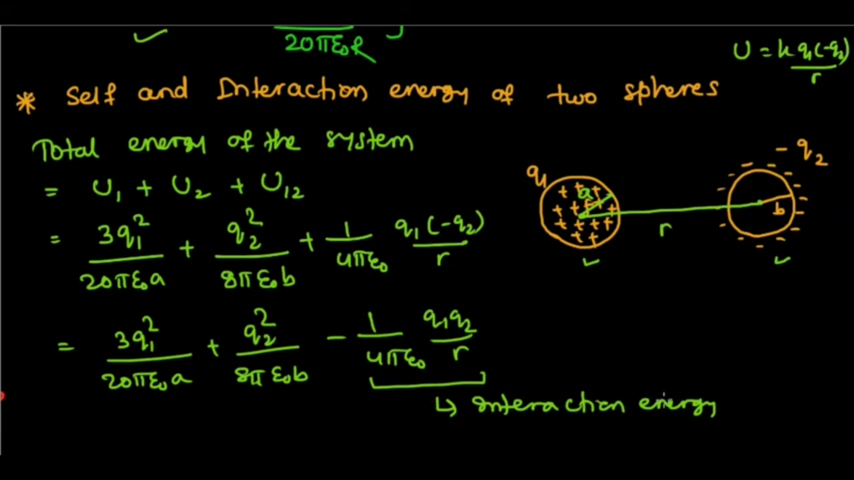 20πε₀R
U = k q₁(-q₂)/r
* Self and Interaction energy of two spheres
Total energy of the system
= U₁ + U₂ + U₁₂
= 3q₁²/20πε₀a + q₂²/8πε₀b + 1/4πε₀ q₁(-q₂)/r
= 3q₁²/20πε₀a + q₂²/8πε₀b - 1/4πε₀ q₁q₂/r
↳ Interaction energy
q₁
a
r
- q₂
b